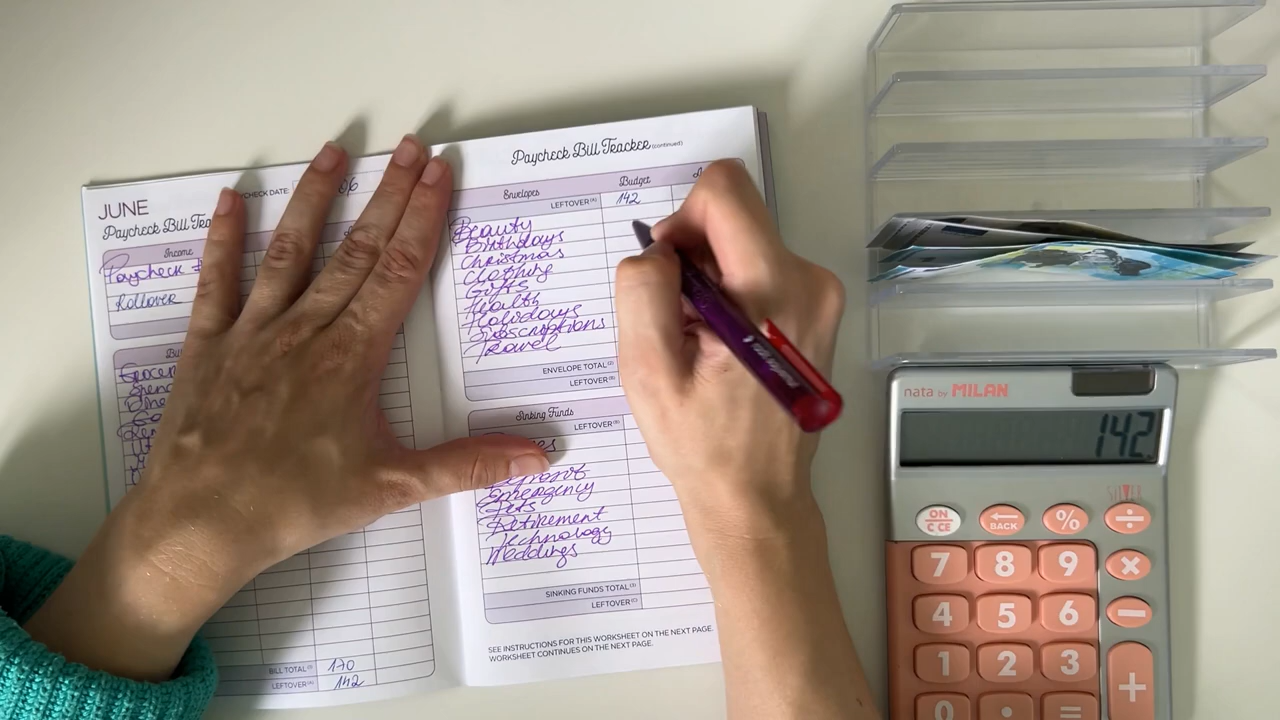 JUNE
CHECK DATE:
Paycheck Bill
Income
Paycheck
Rollover
BILL TOTAL 170
LEFTOVER (A) 142
Paycheck Bill Tracker (continued)
Envelopes Budget
LEFTOVER (A) 142
Beauty
Birthdays
Christmas
Clothing
Gifts
Health
Holidays
Subscriptions
Travel
ENVELOPE TOTAL (2)
LEFTOVER (B)
Sinking Funds
LEFTOVER (B)
Emergency
Pets
Retirement
Technology
Weddings
SINKING FUNDS TOTAL (3)
LEFTOVER (C)
SEE INSTRUCTIONS FOR THIS WORKSHEET ON THE NEXT PAGE.
WORKSHEET CONTINUES ON THE NEXT PAGE.
nata by MILAN
142.
SILVER
ON/C CE BACK % ÷
7 8 9 ×
4 5 6 −
1 2 3 +
0 . =